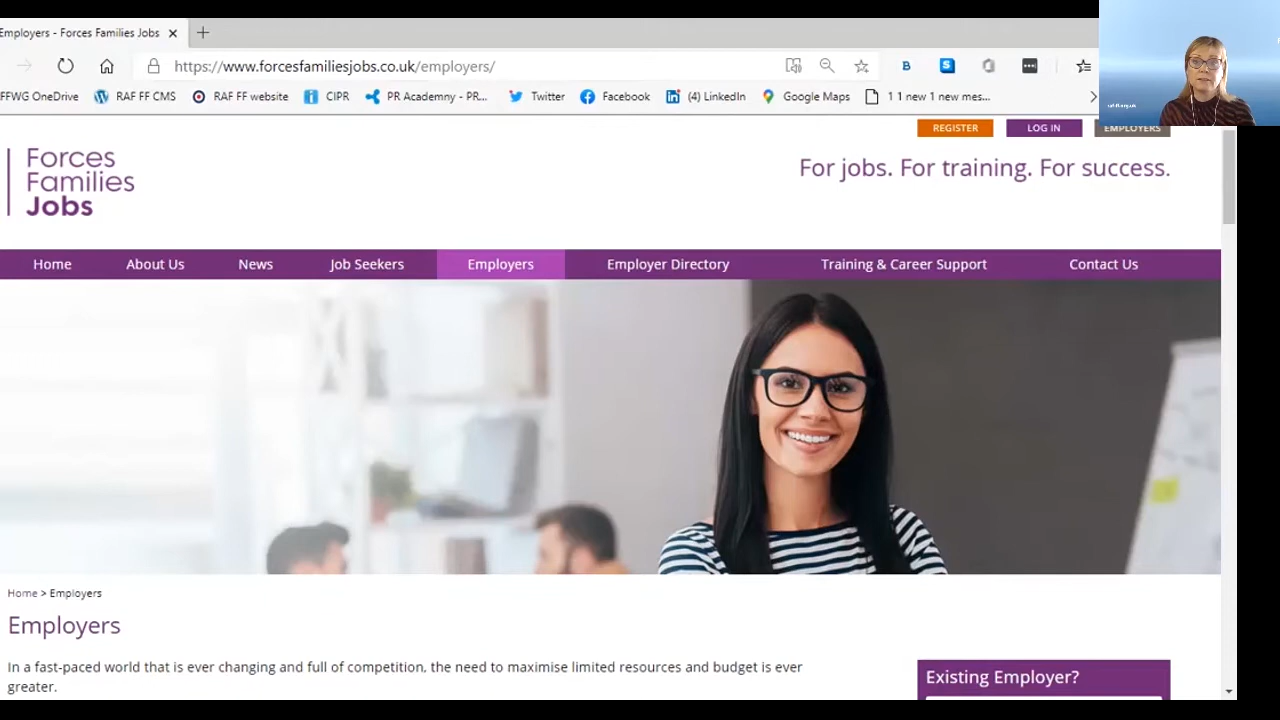 Employers - Forces Families Jobs
https://www.forcesfamiliesjobs.co.uk/employers/
FFWG OneDrive RAF FF CMS RAF FF website CIPR PR Academny - PR... Twitter Facebook (4) LinkedIn Google Maps 1 1 new 1 new mes...
REGISTER LOG IN EMPLOYERS
Forces
Families
Jobs
For jobs. For training. For success.
Home About Us News Job Seekers Employers Employer Directory Training & Career Support Contact Us
Home > Employers
Employers
In a fast-paced world that is ever changing and full of competition, the need to maximise limited resources and budget is ever
greater.
Existing Employer?